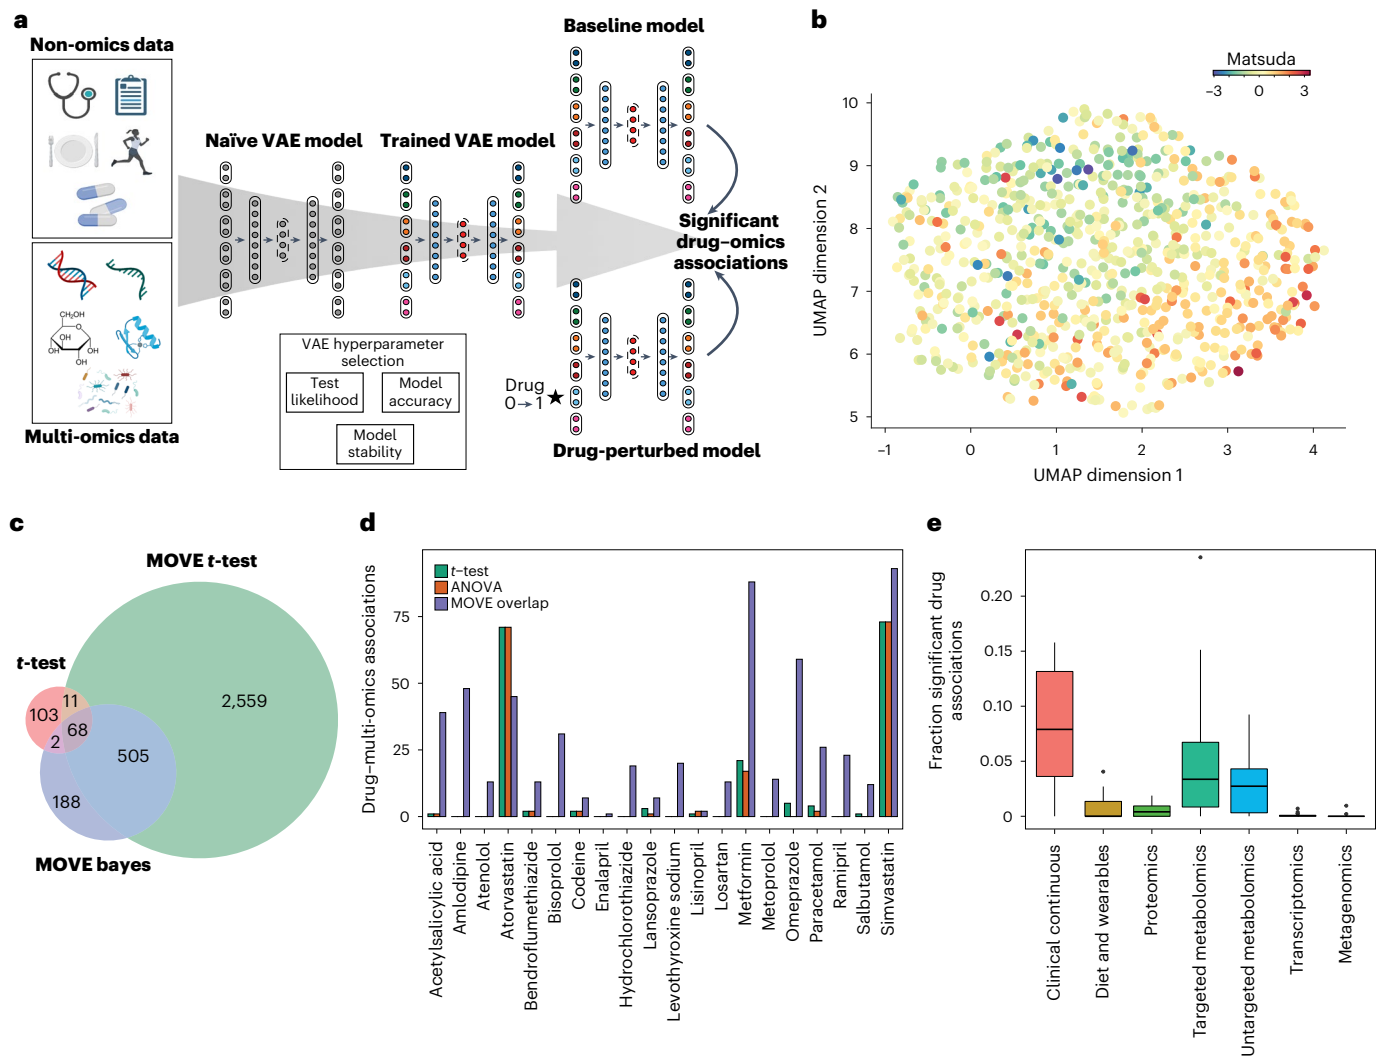 a
Non-omics data
Multi-omics data
CH₂OH
O
OH
OH
OH
OH
Naïve VAE model
Trained VAE model
Baseline model
VAE hyperparameter
selection
Test
likelihood
Model
accuracy
Model
stability
Significant
drug–omics
associations
Drug
0→1
Drug-perturbed model
b
Matsuda
–3
0
3
UMAP dimension 2
10
9
8
7
6
5
–1
0
1
2
3
4
UMAP dimension 1
c
MOVE t-test
t-test
11
103
68
2
2,559
505
188
MOVE bayes
d
Drug–multi-omics associations
t–test
ANOVA
MOVE overlap
75
50
25
0
Acetylsalicylic acid
Amlodipine
Atenolol
Atorvastatin
Bendroflumethiazide
Bisoprolol
Codeine
Enalapril
Hydrochlorothiazide
Lansoprazole
Levothyroxine sodium
Lisinopril
Losartan
Metformin
Metoprolol
Omeprazole
Paracetamol
Ramipril
Salbutamol
Simvastatin
e
Fraction significant drug
associations
0.20
0.15
0.10
0.05
0
Clinical continuous
Diet and wearables
Proteomics
Targeted metabolomics
Untargeted metabolomics
Transcriptomics
Metagenomics